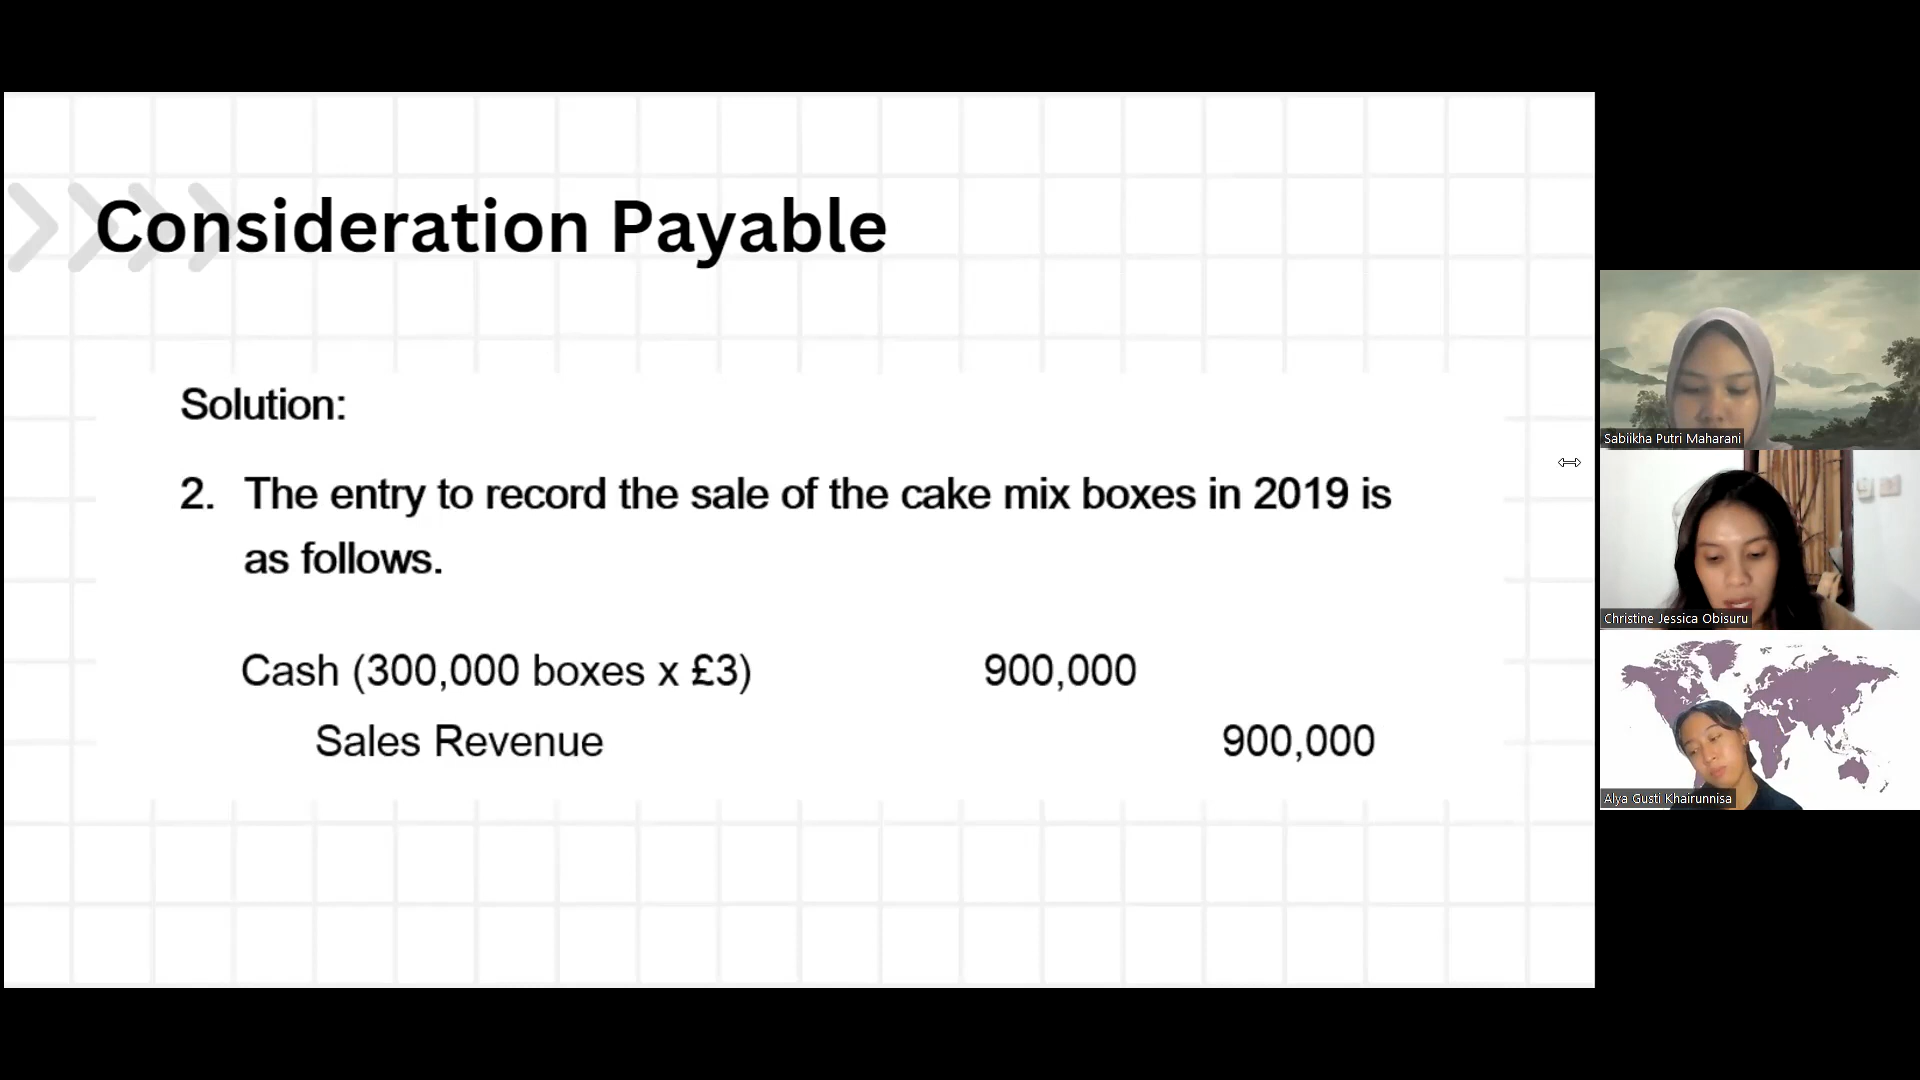 Consideration Payable
Solution:
2. The entry to record the sale of the cake mix boxes in 2019 is
as follows.
Cash (300,000 boxes x £3) 900,000
Sales Revenue 900,000
Sabiikha Putri Maharani
Christine Jessica Obisuru
Alya Gusti Khairunnisa